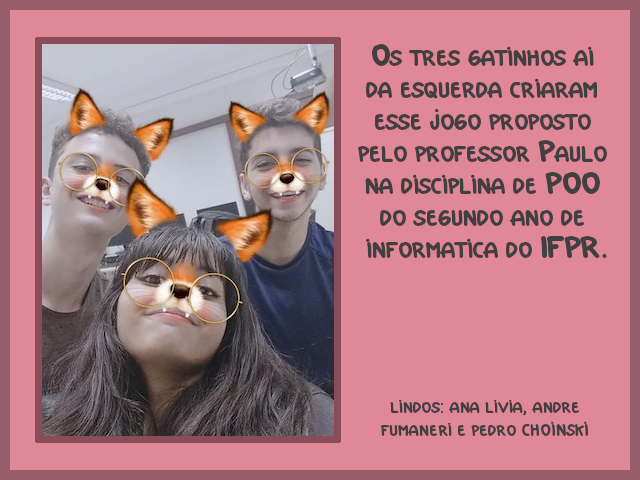 Os tres gatinhos ai
da esquerda criaram
esse jogo proposto
pelo professor Paulo
na disciplina de POO
do segundo ano de
informatica do IFPR.
lindos: ana livia, andre
fumaneri e pedro CHOINSKI